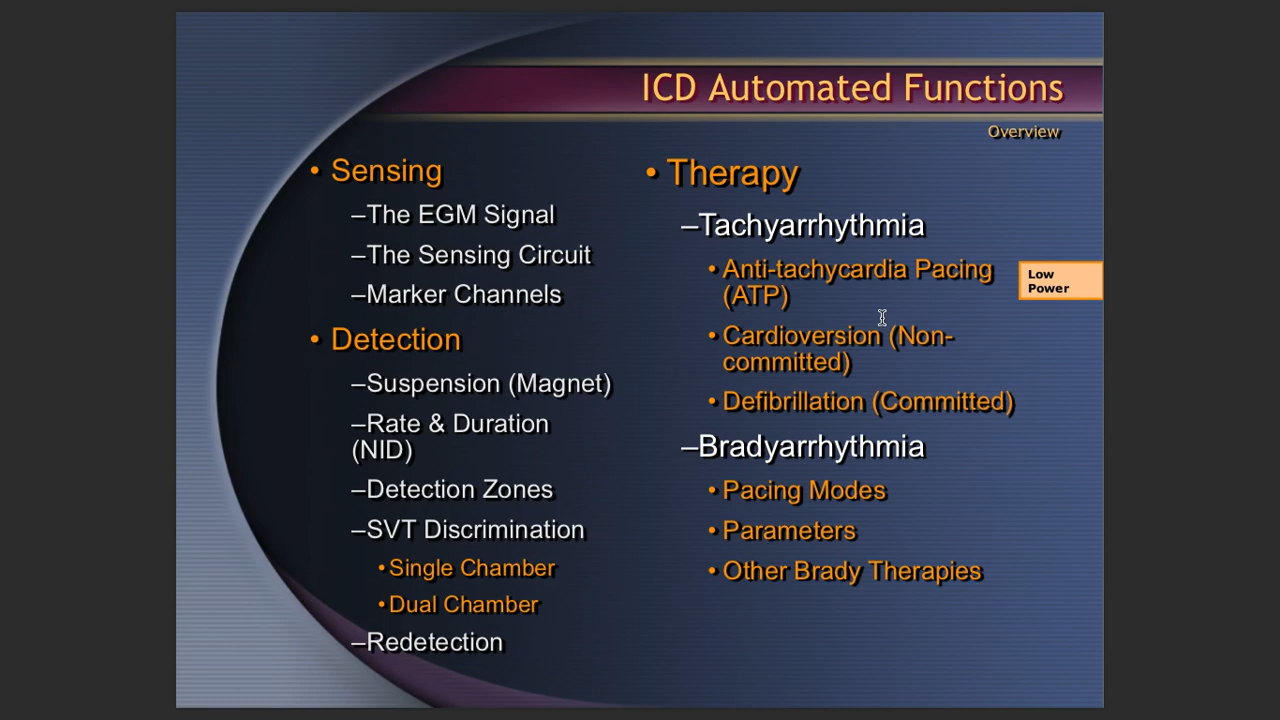 ICD Automated Functions
Overview
• Sensing
–The EGM Signal
–The Sensing Circuit
–Marker Channels
• Detection
–Suspension (Magnet)
–Rate & Duration
(NID)
–Detection Zones
–SVT Discrimination
• Single Chamber
• Dual Chamber
–Redetection
• Therapy
–Tachyarrhythmia
• Anti-tachycardia Pacing
(ATP)
Low
Power
• Cardioversion (Non-
committed)
• Defibrillation (Committed)
–Bradyarrhythmia
• Pacing Modes
• Parameters
• Other Brady Therapies